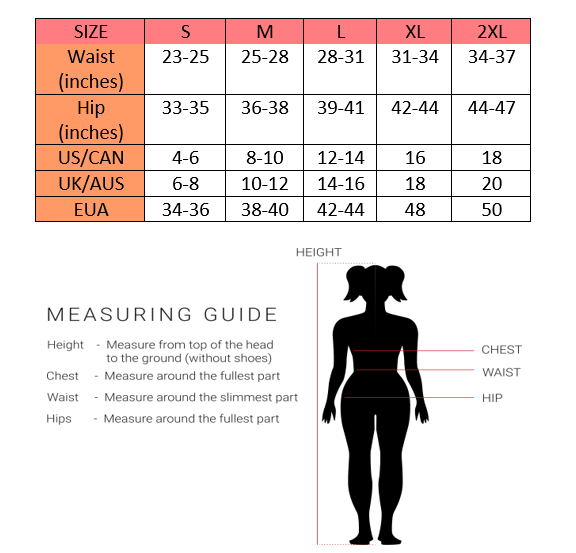 SIZE S M L XL 2XL
Waist 23-25 25-28 28-31 31-34 34-37
(inches)
Hip 33-35 36-38 39-41 42-44 44-47
(inches)
US/CAN 4-6 8-10 12-14 16 18
UK/AUS 6-8 10-12 14-16 18 20
EUA 34-36 38-40 42-44 48 50
HEIGHT
MEASURING GUIDE
Height - Measure from top of the head
to the ground (without shoes)
Chest - Measure around the fullest part
Waist - Measure around the slimmest part
Hips - Measure around the fullest part
CHEST
WAIST
HIP